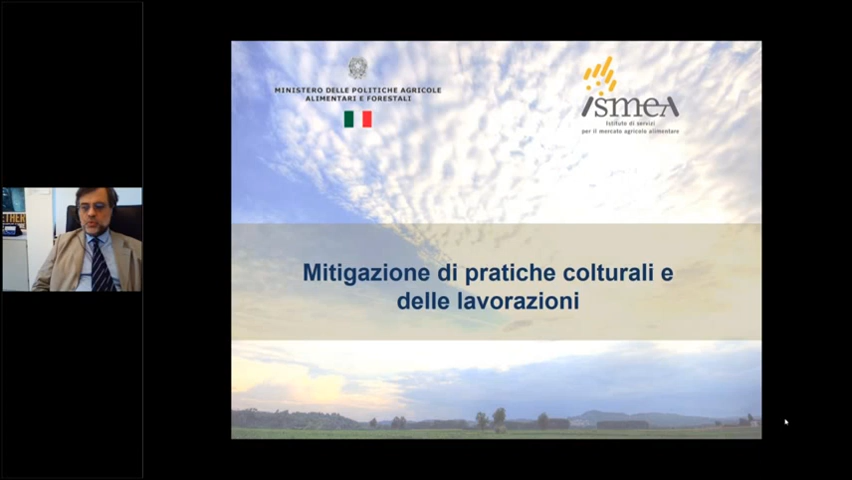 MINISTERO DELLE POLITICHE AGRICOLE
ALIMENTARI E FORESTALI
ismea
Istituto di servizi
per il mercato agricolo alimentare
Mitigazione di pratiche colturali e
delle lavorazioni